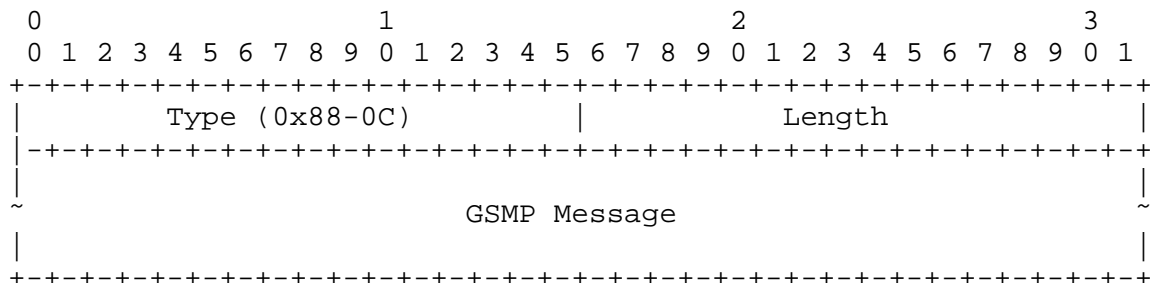 0                   1                   2                   3
 0 1 2 3 4 5 6 7 8 9 0 1 2 3 4 5 6 7 8 9 0 1 2 3 4 5 6 7 8 9 0 1
+-+-+-+-+-+-+-+-+-+-+-+-+-+-+-+-+-+-+-+-+-+-+-+-+-+-+-+-+-+-+-+-+
|        Type (0x88-0C)         |           Length              |
|-+-+-+-+-+-+-+-+-+-+-+-+-+-+-+-+-+-+-+-+-+-+-+-+-+-+-+-+-+-+-+-+
|                                                               |
~                         GSMP Message                          ~
|                                                               |
+-+-+-+-+-+-+-+-+-+-+-+-+-+-+-+-+-+-+-+-+-+-+-+-+-+-+-+-+-+-+-+-+